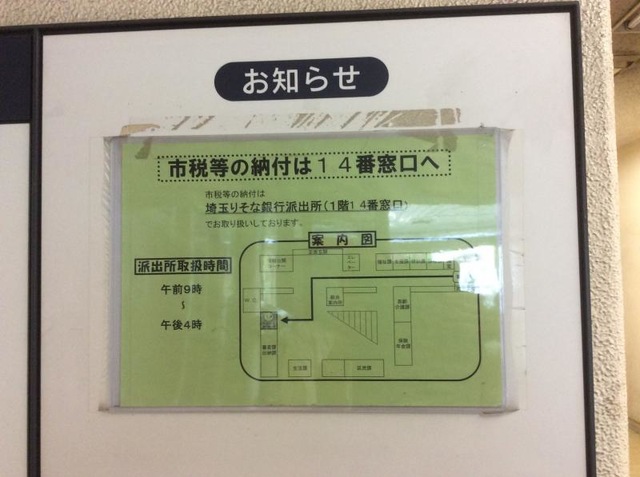 お知らせ
市税等の納付は14番窓口へ
市税等の納付は
埼玉りそな銀行派出所(1階14番窓口)
でお取り扱いしております。
案内図
派出所取扱時間
午前9時
～
午後4時